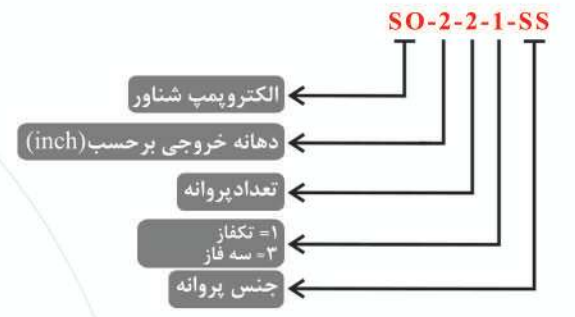 SO-2-2-1-SS
الکتروپمپ شناور
دهانه خروجی برحسب(inch)
تعدادپروانه
۱= تکفاز
۳= سه فاز
جنس پروانه